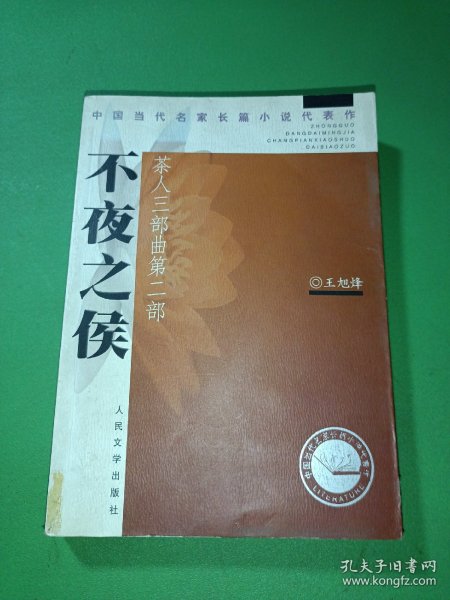 中国当代名家长篇小说代表作
ZHONGGUO
DANGDAIMINGJIA
CHANGPIANXIAOSHUO
DAIBIAOZUO
不夜之侯
茶人三部曲第二部
◎王旭烽
人民文学出版社
LITERATURE
孔夫子旧书网
www.kongfz.com